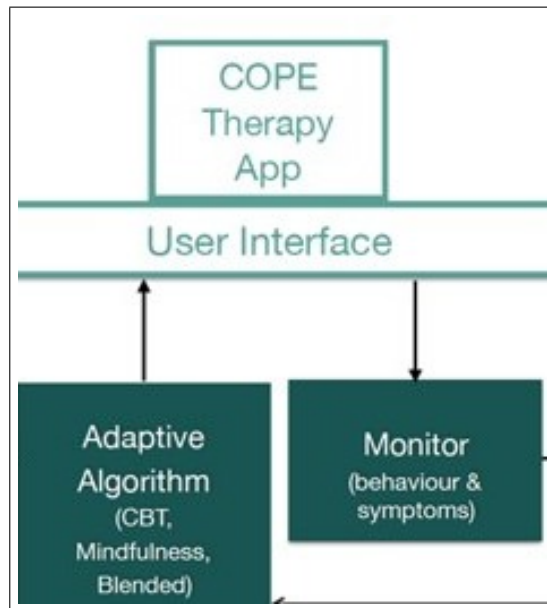 COPE
Therapy
App
User Interface
Adaptive
Algorithm
(CBT,
Mindfulness,
Blended)
Monitor
(behaviour &
symptoms)